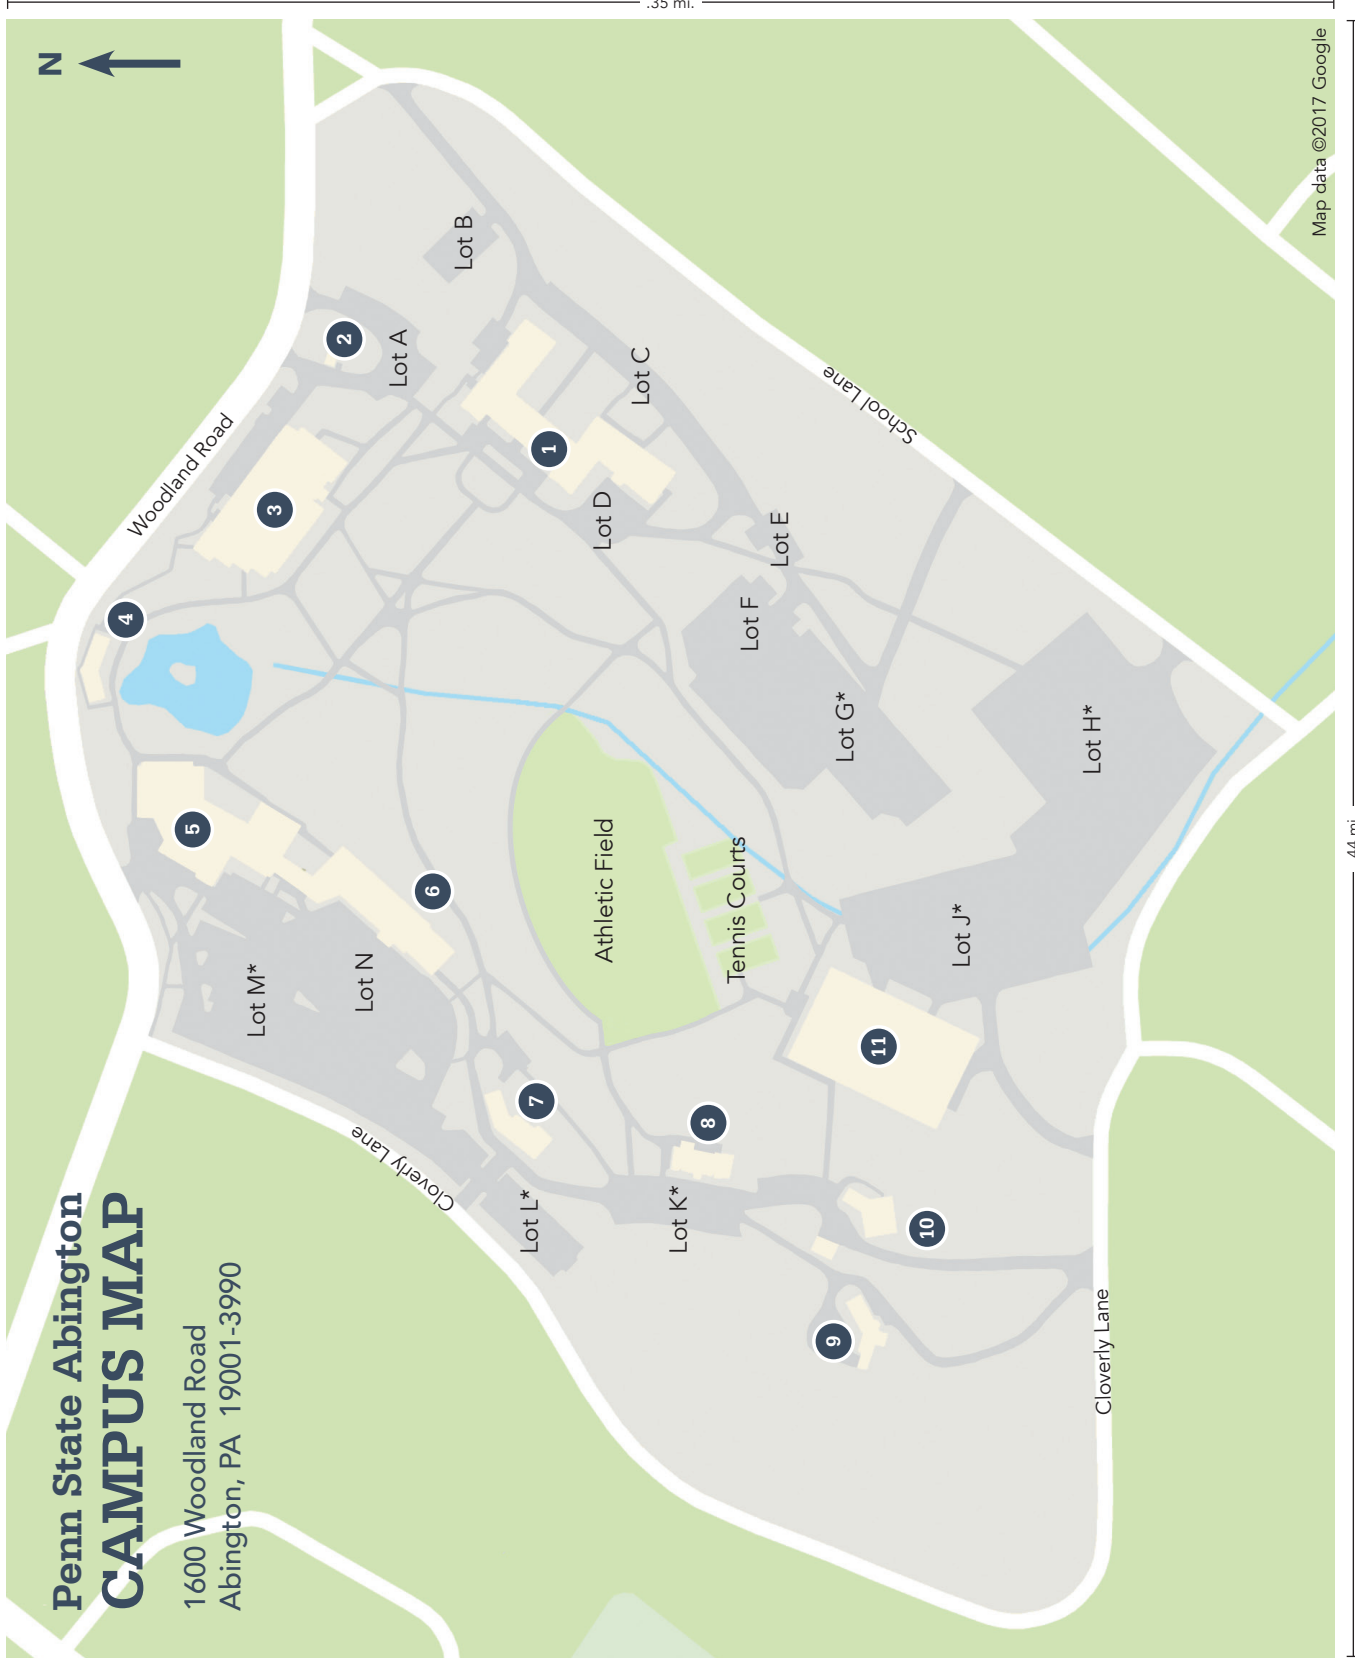 Penn State Abington
CAMPUS MAP
1600 Woodland Road
Abington, PA 19001-3990
N
.35 mi.
.44 mi.
Woodland Road
Cloverly Lane
School Lane
Cloverly Lane
Lot A
Lot B
Lot C
Lot D
Lot E
Lot F
Lot G*
Lot H*
Lot J*
Lot K*
Lot L*
Lot M*
Lot N
Athletic Field
Tennis Courts
1
2
3
4
5
6
7
8
9
10
11
Map data ©2017 Google